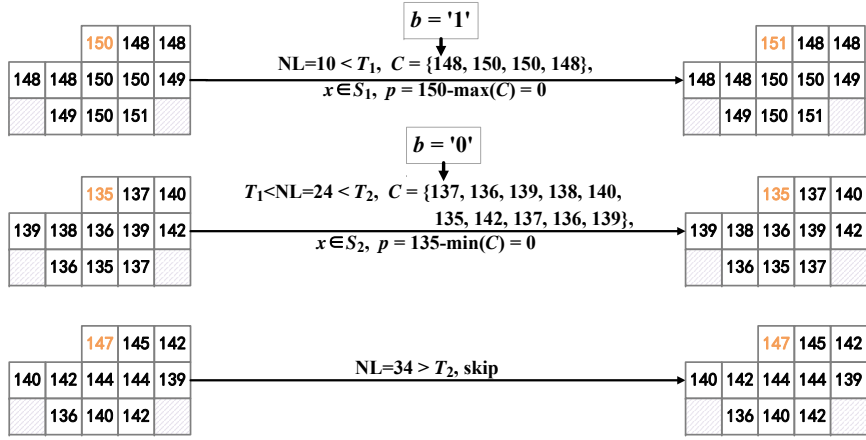 b = '1'
150 148 148
148 148 150 150 149
149 150 151
NL=10 < T₁, C = {148, 150, 150, 148},
x∈S₁, p = 150-max(C) = 0
151 148 148
148 148 150 150 149
149 150 151
b = '0'
135 137 140
139 138 136 139 142
136 135 137
T₁<NL=24 < T₂, C = {137, 136, 139, 138, 140,
135, 142, 137, 136, 139},
x∈S₂, p = 135-min(C) = 0
135 137 140
139 138 136 139 142
136 135 137
147 145 142
140 142 144 144 139
136 140 142
NL=34 > T₂, skip
147 145 142
140 142 144 144 139
136 140 142